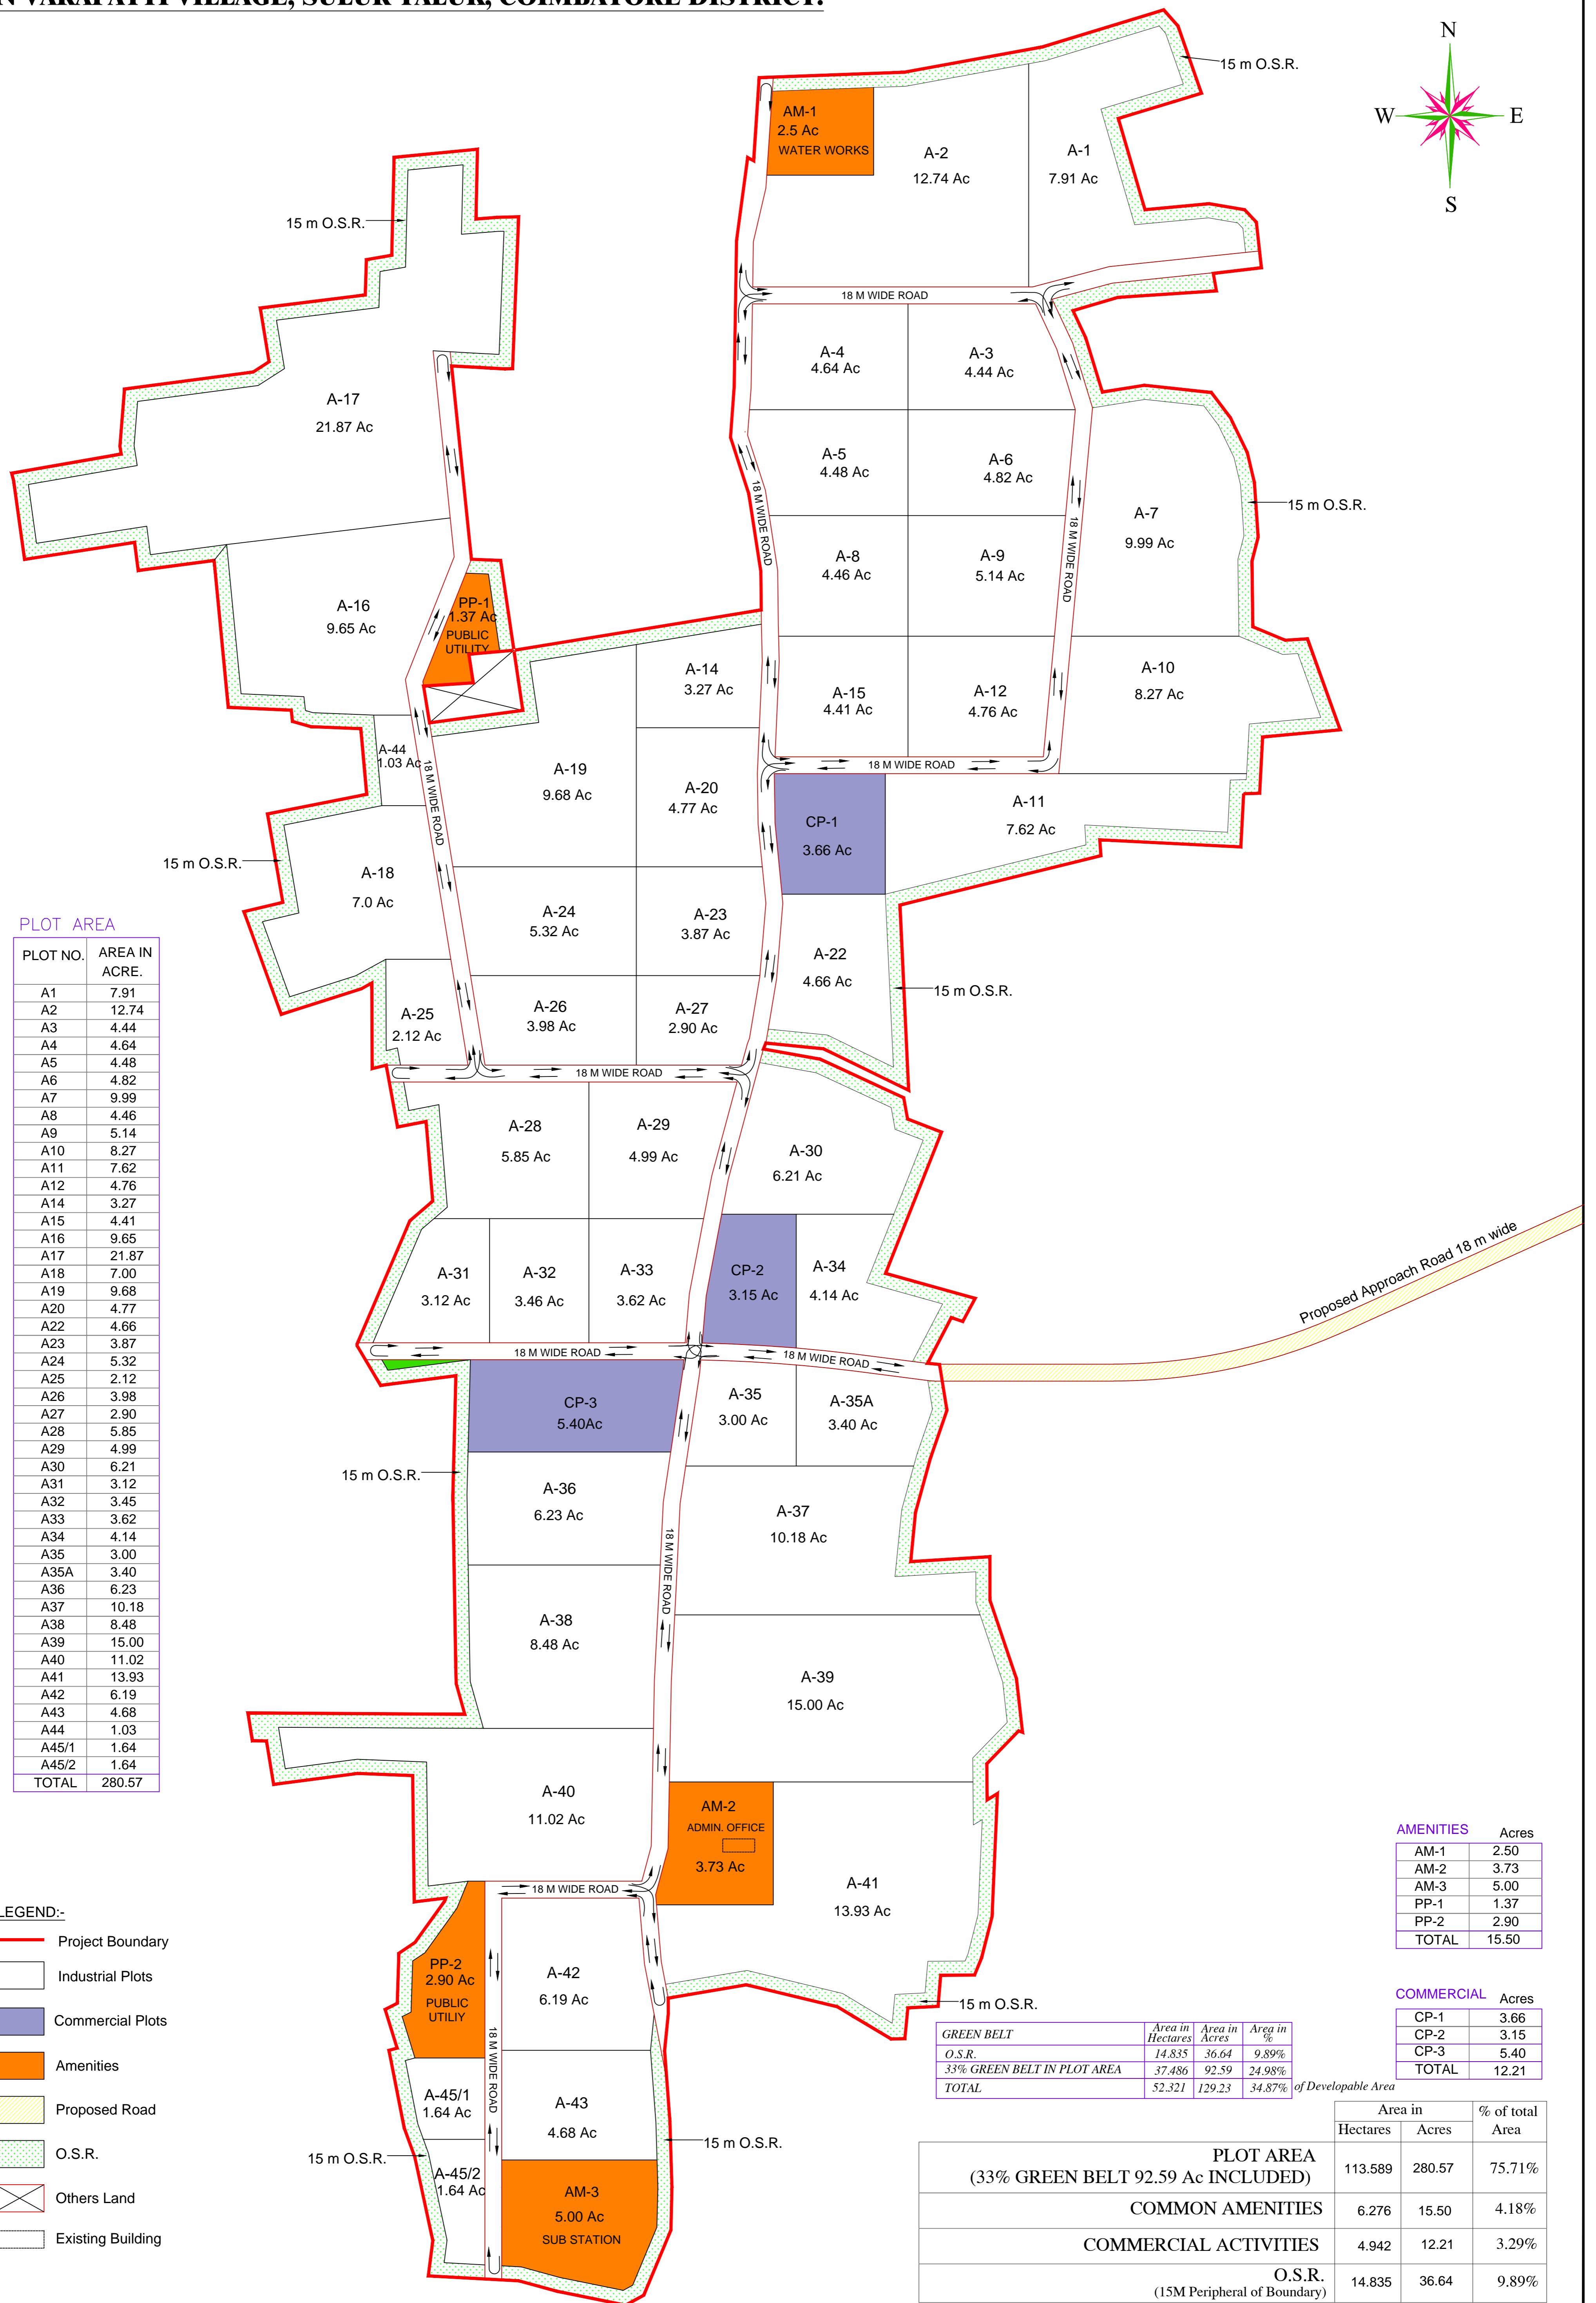 N VARAPATTI VILLAGE, SULUR TALUK, COIMBATORE DISTRICT.
N
W E
S
15 m O.S.R.
AM-1
2.5 Ac
WATER WORKS
A-2
12.74 Ac
A-1
7.91 Ac
15 m O.S.R.
18 M WIDE ROAD
A-4
4.64 Ac
A-3
4.44 Ac
A-17
21.87 Ac
A-5
4.48 Ac
A-6
4.82 Ac
18 M WIDE ROAD
15 m O.S.R.
A-7
9.99 Ac
18 M WIDE ROAD
A-8
4.46 Ac
A-9
5.14 Ac
A-16
9.65 Ac
PP-1
1.37 Ac
PUBLIC
UTILITY
A-14
3.27 Ac
A-15
4.41 Ac
A-12
4.76 Ac
A-10
8.27 Ac
A-44
1.03 Ac
18 M WIDE ROAD
A-19
9.68 Ac
A-20
4.77 Ac
18 M WIDE ROAD
A-11
7.62 Ac
CP-1
3.66 Ac
15 m O.S.R.
A-18
7.0 Ac
A-24
5.32 Ac
A-23
3.87 Ac
A-22
4.66 Ac
15 m O.S.R.
A-25
2.12 Ac
A-26
3.98 Ac
A-27
2.90 Ac
18 M WIDE ROAD
A-28
5.85 Ac
A-29
4.99 Ac
A-30
6.21 Ac
A-31
3.12 Ac
A-32
3.46 Ac
A-33
3.62 Ac
CP-2
3.15 Ac
A-34
4.14 Ac
Proposed Approach Road 18 m wide
18 M WIDE ROAD
18 M WIDE ROAD
CP-3
5.40Ac
A-35
3.00 Ac
A-35A
3.40 Ac
15 m O.S.R.
A-36
6.23 Ac
A-37
10.18 Ac
18 M WIDE ROAD
A-38
8.48 Ac
A-39
15.00 Ac
A-40
11.02 Ac
AM-2
ADMIN. OFFICE
3.73 Ac
A-41
13.93 Ac
18 M WIDE ROAD
PP-2
2.90 Ac
PUBLIC
UTILIY
A-42
6.19 Ac
15 m O.S.R.
18 M WIDE ROAD
A-45/1
1.64 Ac
A-43
4.68 Ac
15 m O.S.R.
15 m O.S.R.
A-45/2
1.64 Ac
AM-3
5.00 Ac
SUB STATION
PLOT AREA
PLOT NO. AREA IN
ACRE.
A1 7.91
A2 12.74
A3 4.44
A4 4.64
A5 4.48
A6 4.82
A7 9.99
A8 4.46
A9 5.14
A10 8.27
A11 7.62
A12 4.76
A14 3.27
A15 4.41
A16 9.65
A17 21.87
A18 7.00
A19 9.68
A20 4.77
A22 4.66
A23 3.87
A24 5.32
A25 2.12
A26 3.98
A27 2.90
A28 5.85
A29 4.99
A30 6.21
A31 3.12
A32 3.45
A33 3.62
A34 4.14
A35 3.00
A35A 3.40
A36 6.23
A37 10.18
A38 8.48
A39 15.00
A40 11.02
A41 13.93
A42 6.19
A43 4.68
A44 1.03
A45/1 1.64
A45/2 1.64
TOTAL 280.57
LEGEND:-
Project Boundary
Industrial Plots
Commercial Plots
Amenities
Proposed Road
O.S.R.
Others Land
Existing Building
AMENITIES Acres
AM-1 2.50
AM-2 3.73
AM-3 5.00
PP-1 1.37
PP-2 2.90
TOTAL 15.50
COMMERCIAL Acres
CP-1 3.66
CP-2 3.15
CP-3 5.40
TOTAL 12.21
GREEN BELT Area in Hectares Area in Acres Area in %
O.S.R. 14.835 36.64 9.89%
33% GREEN BELT IN PLOT AREA 37.486 92.59 24.98%
TOTAL 52.321 129.23 34.87% of Developable Area
Area in % of total
Hectares Acres Area
PLOT AREA
(33% GREEN BELT 92.59 Ac INCLUDED) 113.589 280.57 75.71%
COMMON AMENITIES 6.276 15.50 4.18%
COMMERCIAL ACTIVITIES 4.942 12.21 3.29%
O.S.R. 14.835 36.64 9.89%
(15M Peripheral of Boundary)